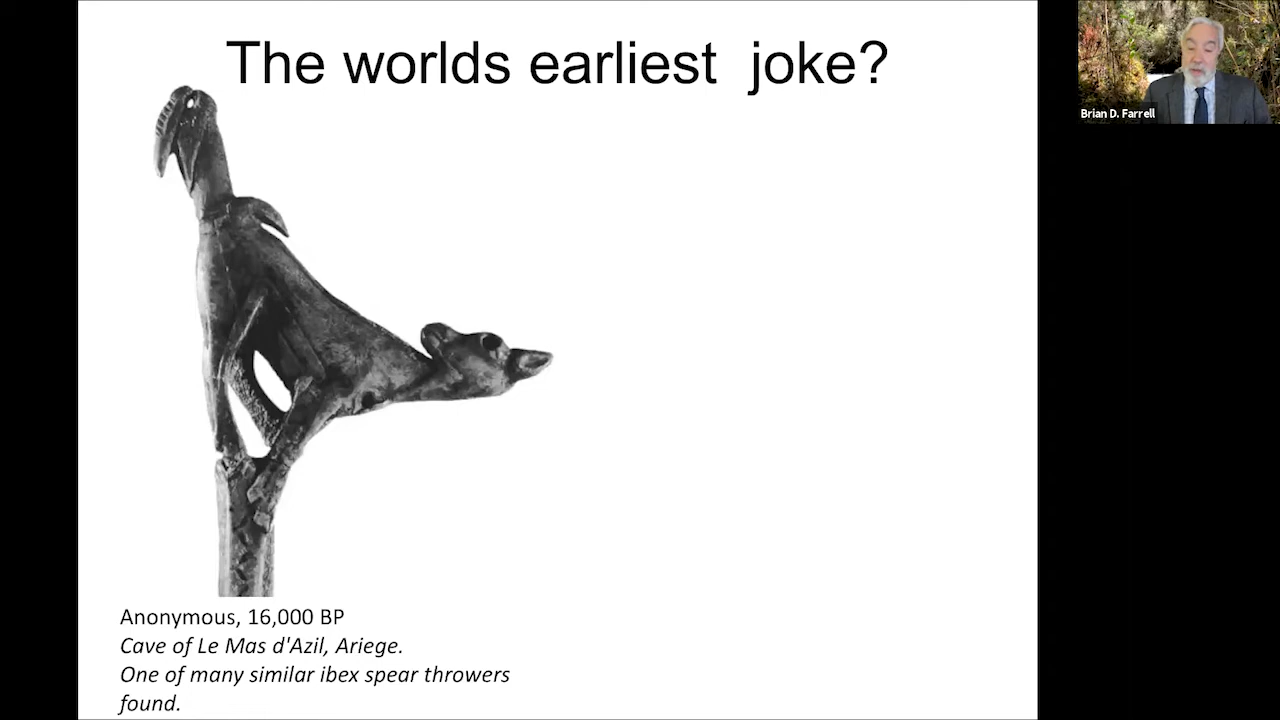 The worlds earliest  joke?
Brian D. Farrell
Anonymous, 16,000 BP
Cave of Le Mas d'Azil, Ariege.
One of many similar ibex spear throwers
found.